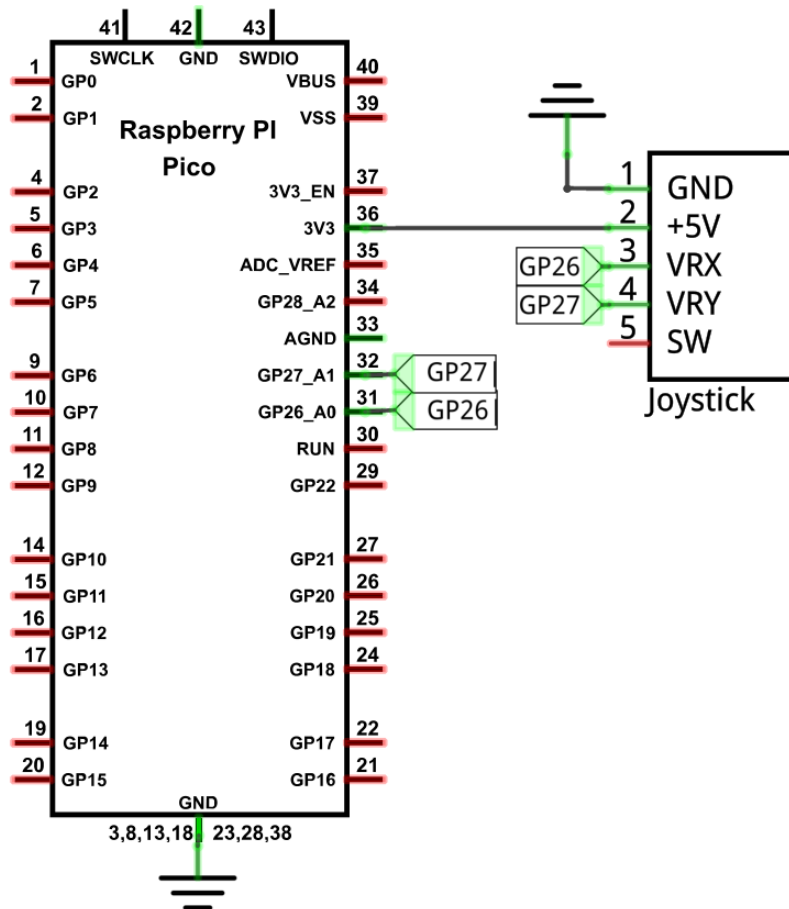 41 42 43
SWCLK GND SWDIO
1 GP0 VBUS 40
2 GP1 VSS 39
Raspberry PI
Pico
4 GP2 3V3_EN 37
5 GP3 3V3 36
6 GP4 ADC_VREF 35
7 GP5 GP28_A2 34
AGND 33
9 GP6 GP27_A1 32 GP27
10 GP7 GP26_A0 31 GP26
11 GP8 RUN 30
12 GP9 GP22 29
14 GP10 GP21 27
15 GP11 GP20 26
16 GP12 GP19 25
17 GP13 GP18 24
19 GP14 GP17 22
20 GP15 GP16 21
GND
3,8,13,18 23,28,38
1 GND
2 +5V
GP26 3 VRX
GP27 4 VRY
5 SW
Joystick